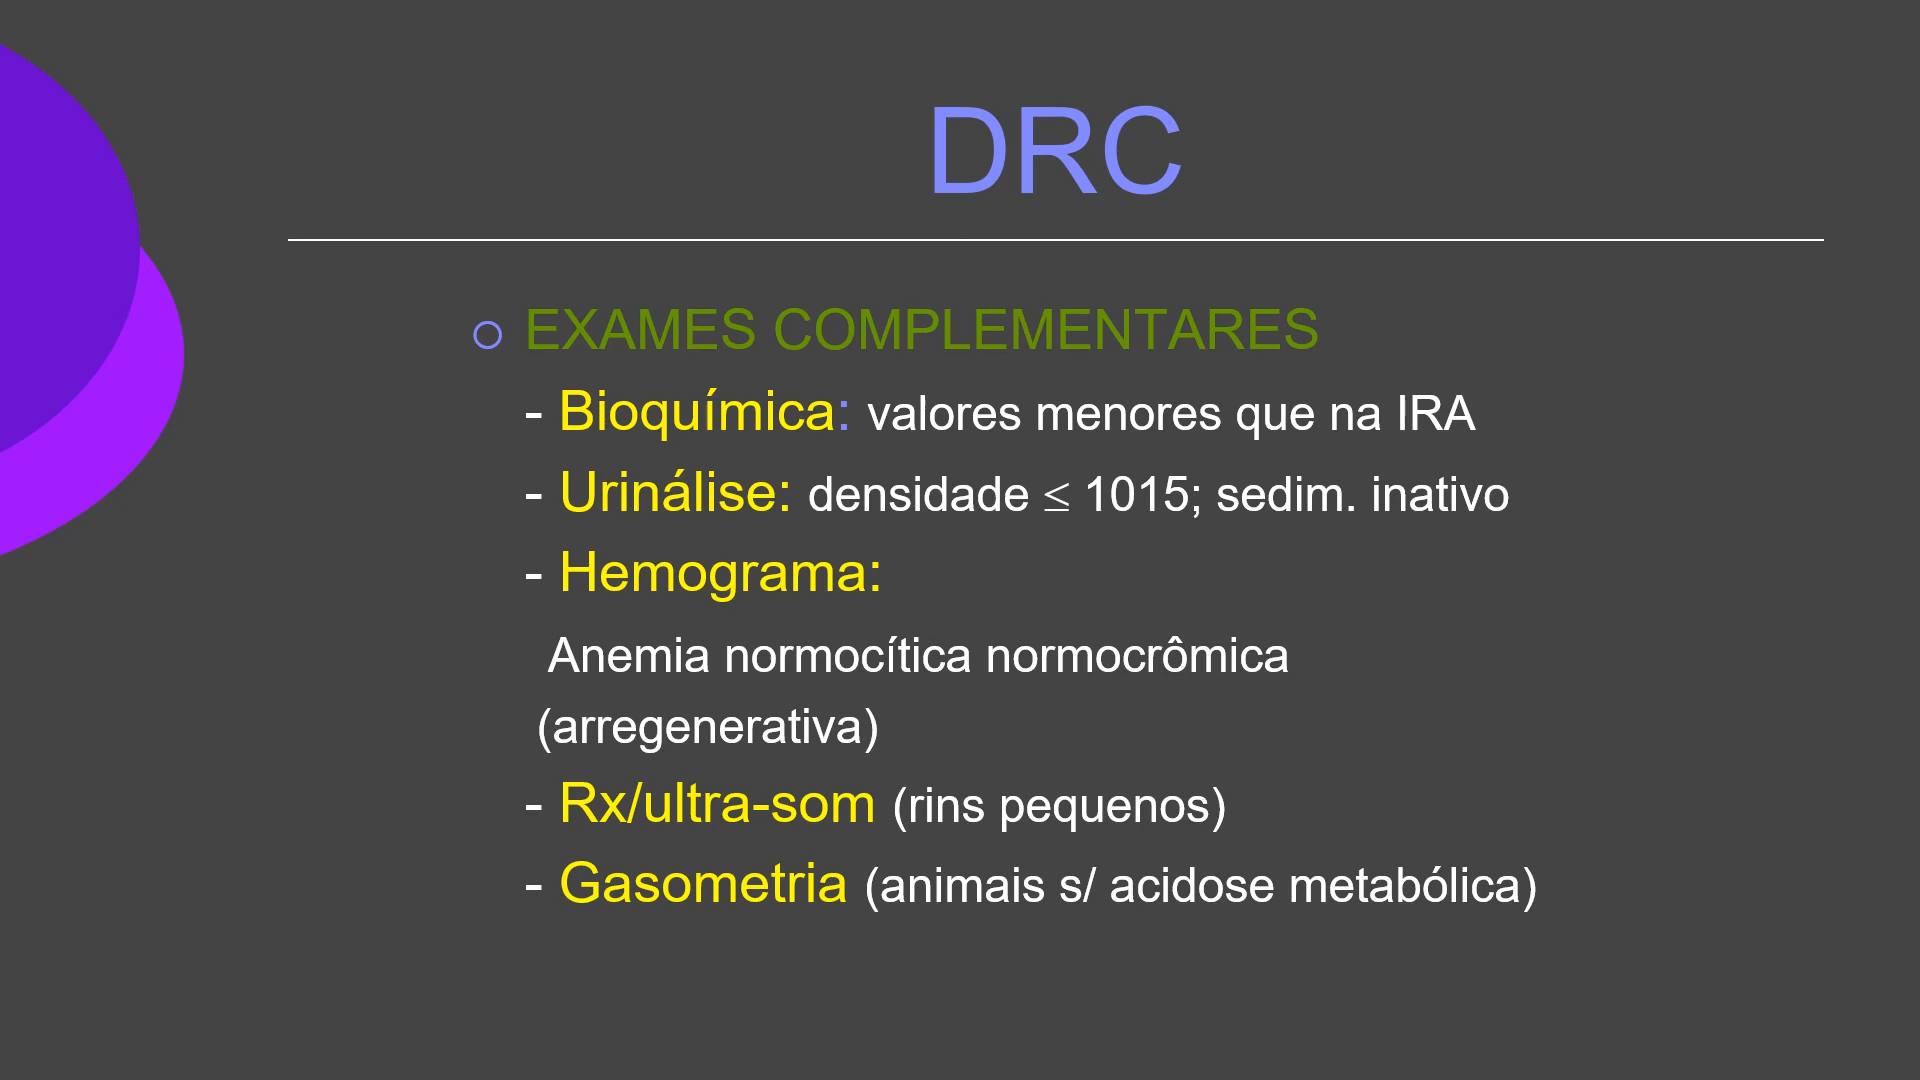 DRC
EXAMES COMPLEMENTARES
- Bioquímica: valores menores que na IRA
- Urinálise: densidade ≤ 1015; sedim. inativo
- Hemograma:
Anemia normocítica normocrômica
(arregenerativa)
- Rx/ultra-som (rins pequenos)
- Gasometria (animais s/ acidose metabólica)